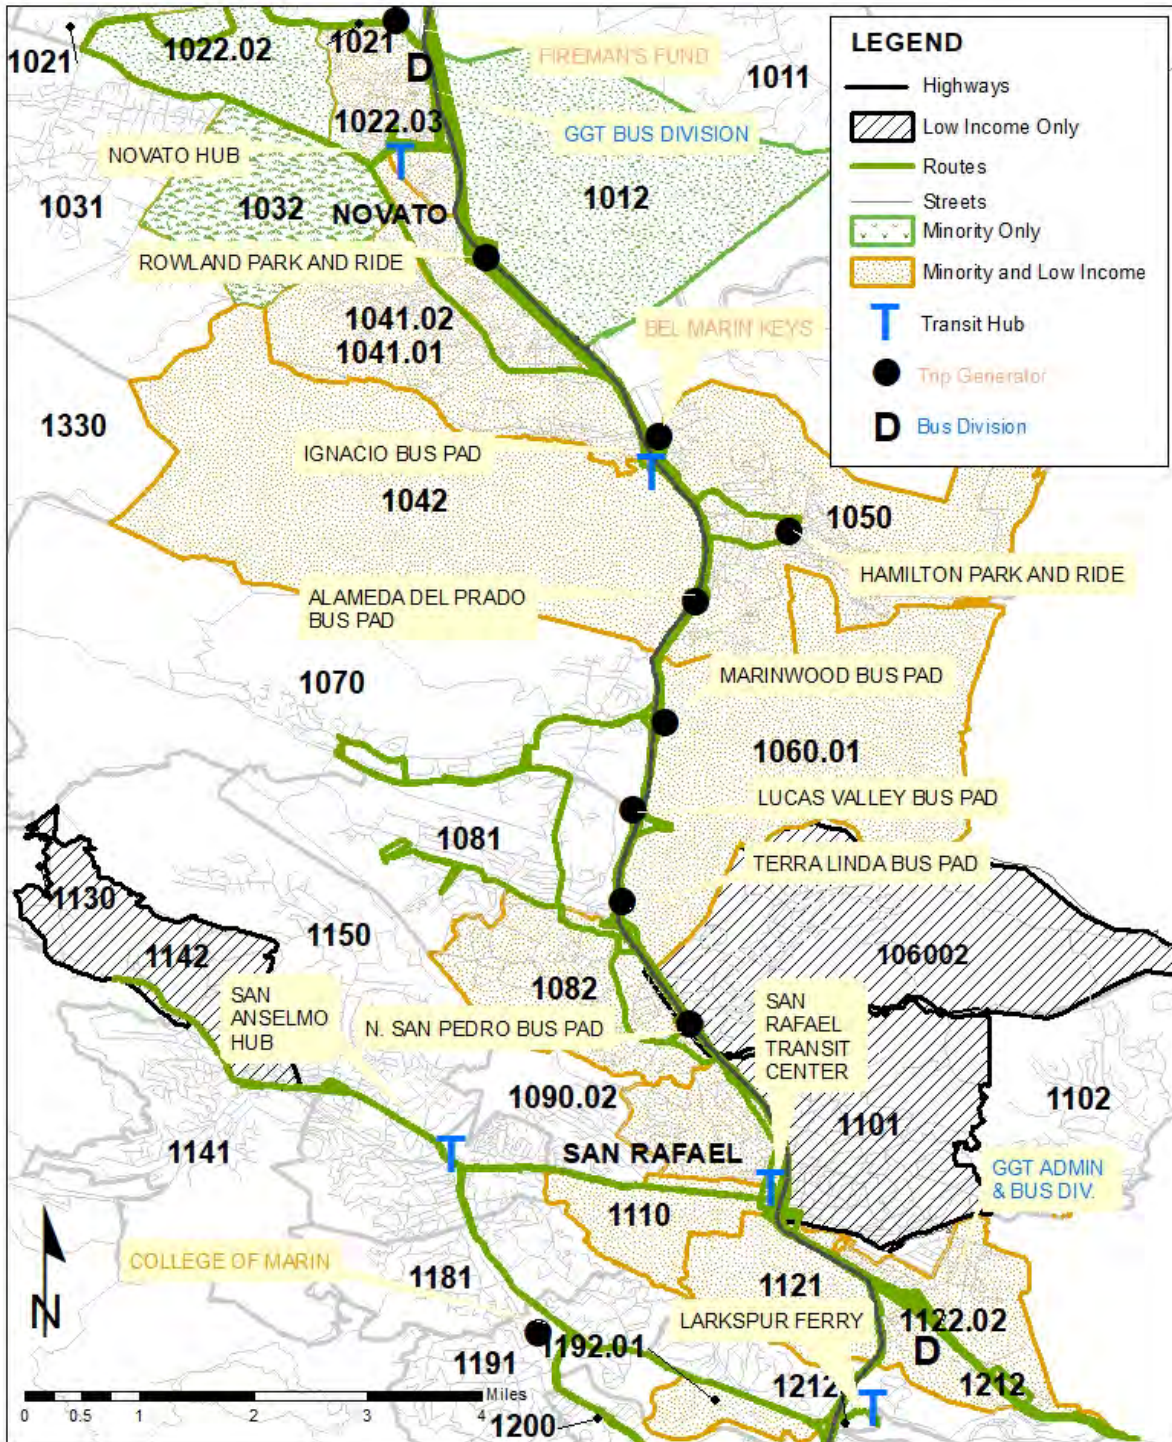 1021
1022.02
1021
D
FIREMAN'S FUND
1011
1022.03
GGT BUS DIVISION
NOVATO HUB
T
1031
1032
NOVATO
1012
ROWLAND PARK AND RIDE
1041.02
1041.01
BEL MARIN KEYS
1330
IGNACIO BUS PAD
T
1042
1050
HAMILTON PARK AND RIDE
ALAMEDA DEL PRADO
BUS PAD
1070
MARINWOOD BUS PAD
1060.01
LUCAS VALLEY BUS PAD
1081
TERRA LINDA BUS PAD
1130
1142
1150
106002
1082
SAN
ANSELMO
HUB
N. SAN PEDRO BUS PAD
SAN
RAFAEL
TRANSIT
CENTER
1090.02
1101
1102
1141
T
SAN RAFAEL
T
GGT ADMIN
& BUS DIV.
1110
COLLEGE OF MARIN
1181
1121
LARKSPUR FERRY
1122.02
D
1192.01
1191
1212
T
1212
1200
N
Miles
0 0.5 1 2 3 4
LEGEND
Highways
Low Income Only
Routes
Streets
Minority Only
Minority and Low Income
T Transit Hub
Trip Generator
D Bus Division